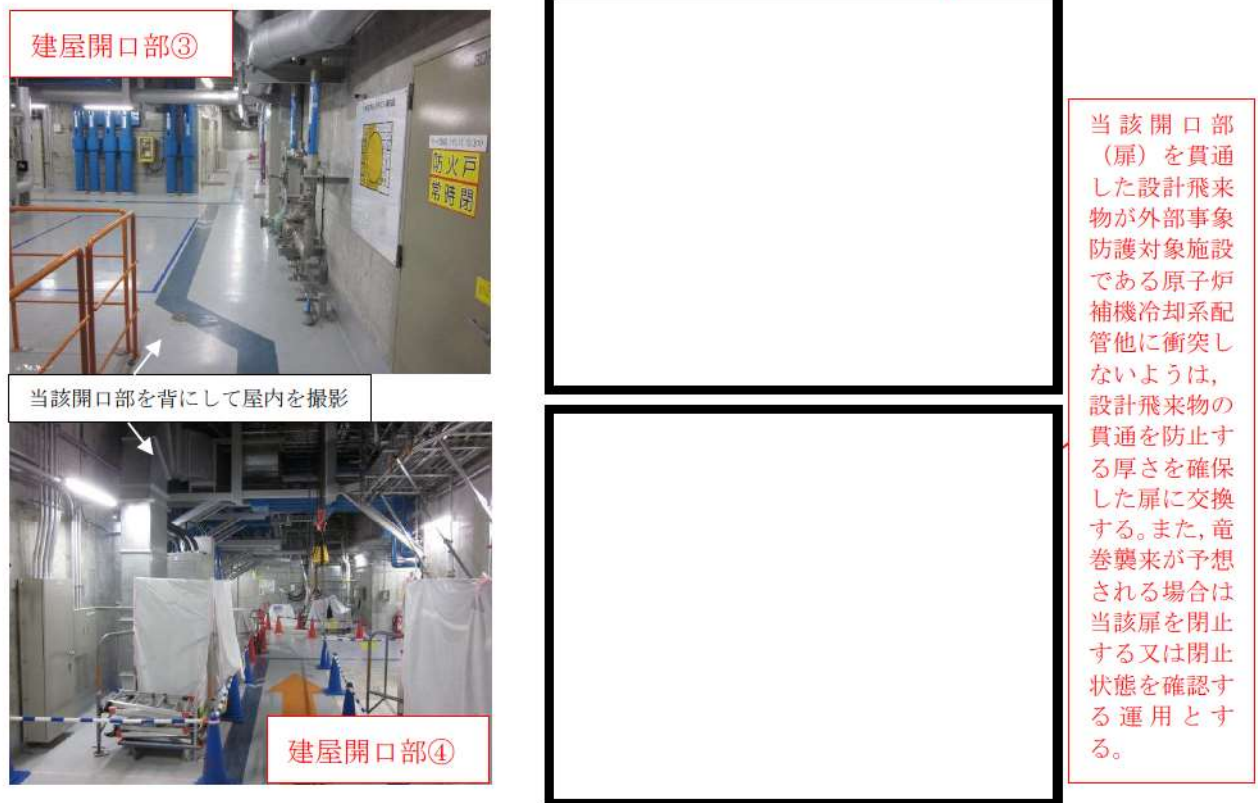 建屋開口部③
防火戸
常時閉
当該開口部を背にして屋内を撮影
建屋開口部④
当該開口部
（扉）を貫通
した設計飛来
物が外部事象
防護対象施設
である原子炉
補機冷却系配
管他に衝突し
ないようは,
設計飛来物の
貫通を防止す
る厚さを確保
した扉に交換
する。また,竜
巻襲来が予想
される場合は
当該扉を閉止
する又は閉止
状態を確認す
る運用とす
る。